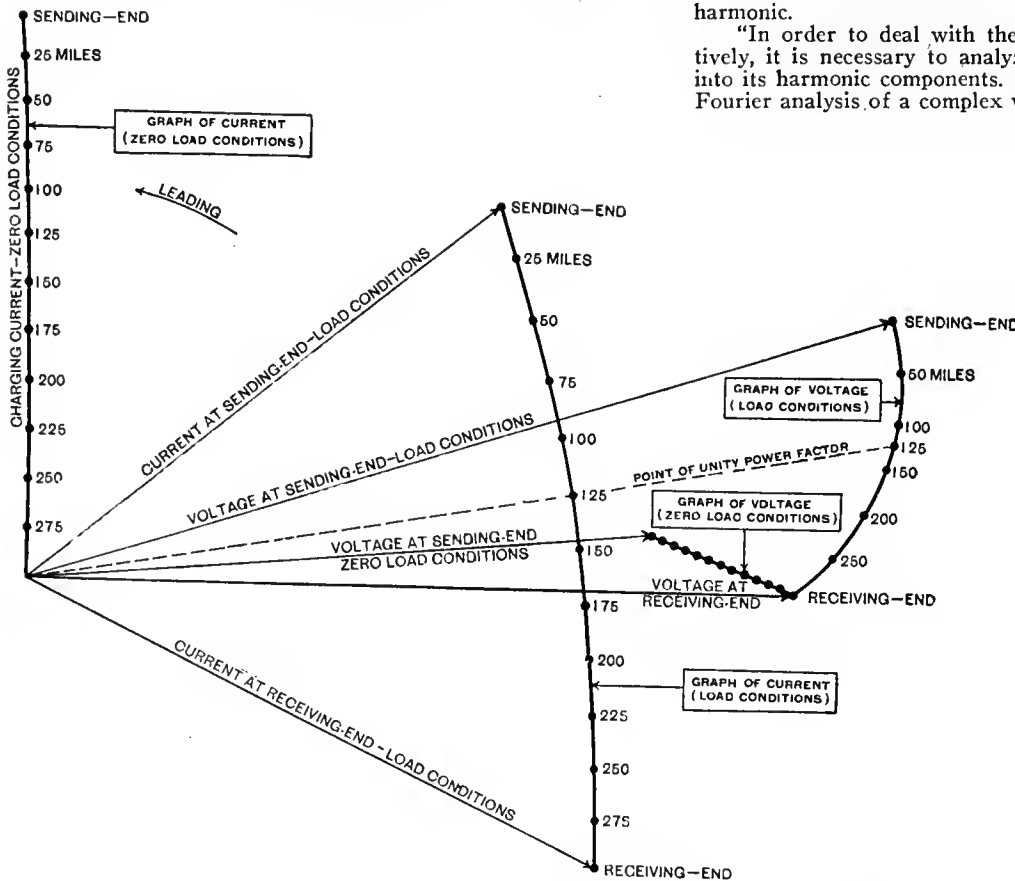 harmonic.
"In order to deal with the
tively, it is necessary to analyz
into its harmonic components.
Fourier analysis of a complex v
CHARGING CURRENT–ZERO LOAD CONDITIONS
SENDING–END
25 MILES
50
75
100
125
150
175
200
225
250
275
GRAPH OF CURRENT
(ZERO LOAD CONDITIONS)
LEADING
CURRENT AT SENDING-END–LOAD CONDITIONS
SENDING–END
25 MILES
50
75
100
125
150
175
200
225
250
275
RECEIVING–END
VOLTAGE AT SENDING-END–LOAD CONDITIONS
SENDING–END
50 MILES
100
125
150
200
250
RECEIVING–END
GRAPH OF VOLTAGE
(LOAD CONDITIONS)
POINT OF UNITY POWER FACTOR
GRAPH OF VOLTAGE
(ZERO LOAD CONDITIONS)
VOLTAGE AT SENDING-END
ZERO LOAD CONDITIONS
VOLTAGE AT
RECEIVING-END
GRAPH OF CURRENT
(LOAD CONDITIONS)
CURRENT AT RECEIVING-END–LOAD CONDITIONS